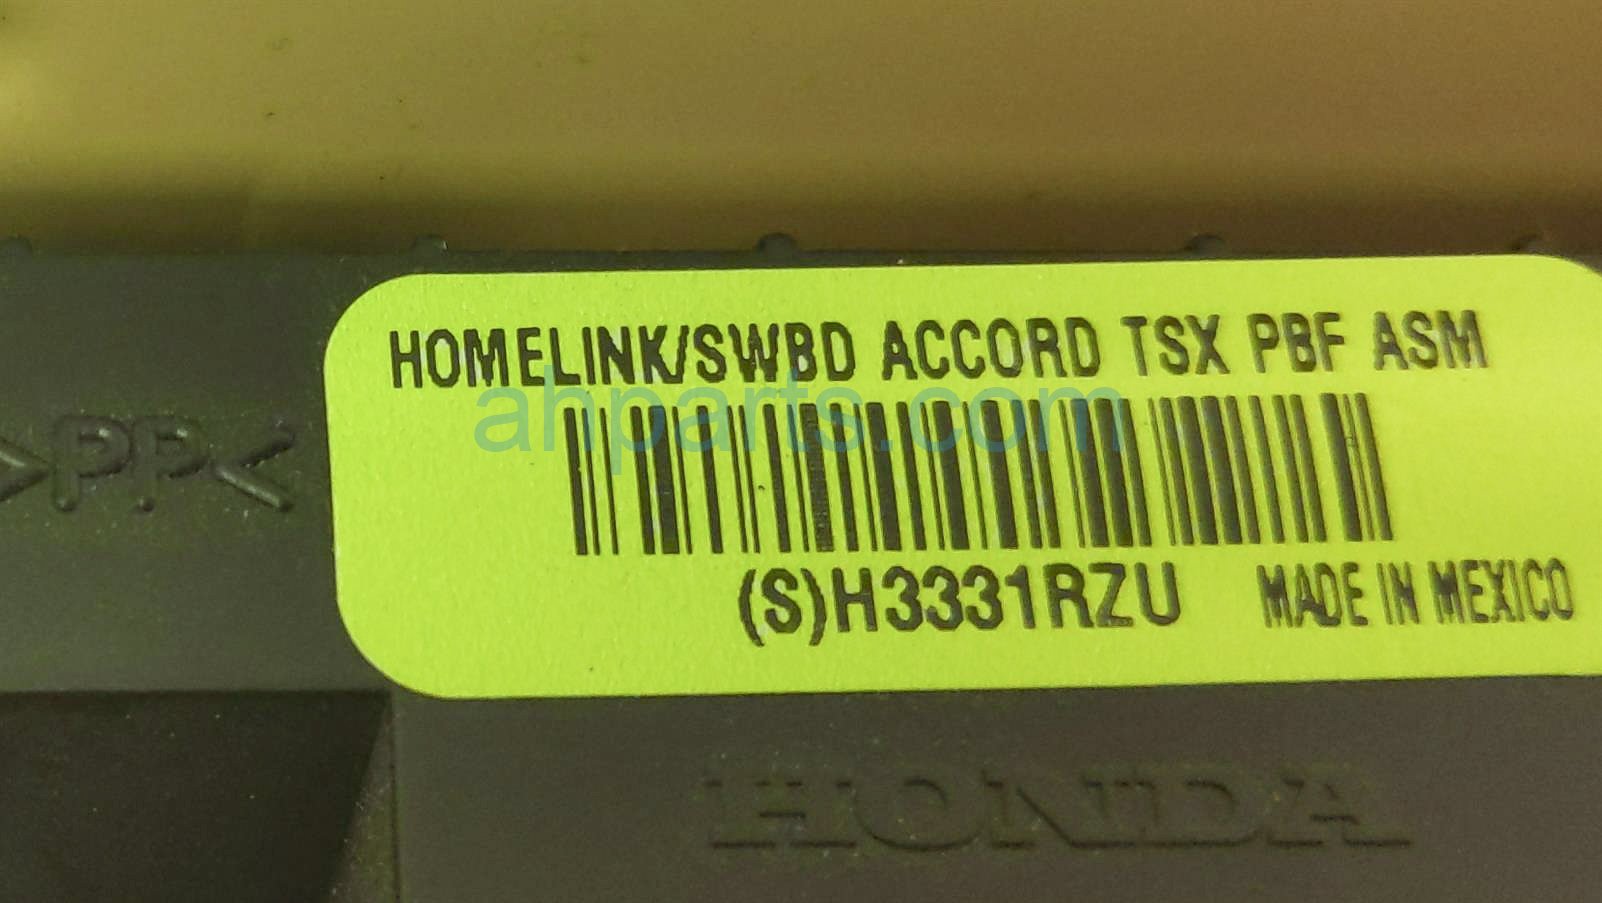 HOMELINK/SWBD ACCORD TSX PBF ASM
ahparts.com
>PP<
(S)H3331RZU MADE IN MEXICO
HONDA